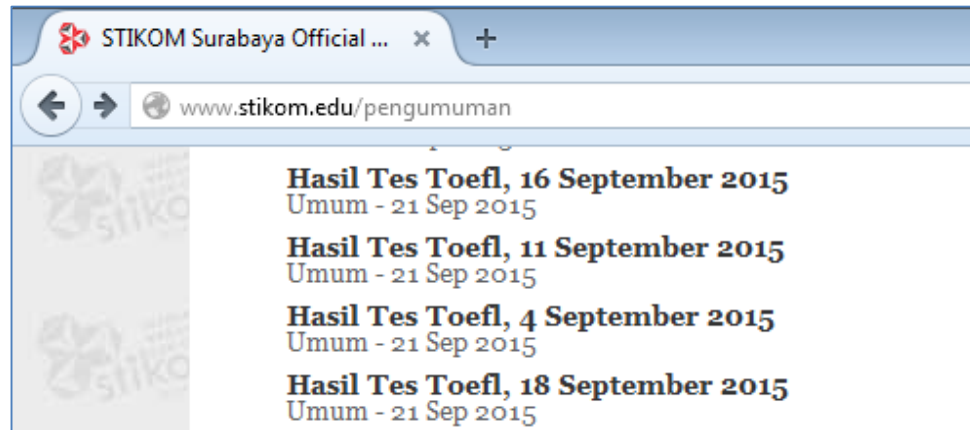 STIKOM Surabaya Official ...
www.stikom.edu/pengumuman
Hasil Tes Toefl, 16 September 2015
Umum - 21 Sep 2015
Hasil Tes Toefl, 11 September 2015
Umum - 21 Sep 2015
Hasil Tes Toefl, 4 September 2015
Umum - 21 Sep 2015
Hasil Tes Toefl, 18 September 2015
Umum - 21 Sep 2015
stiko
stiko